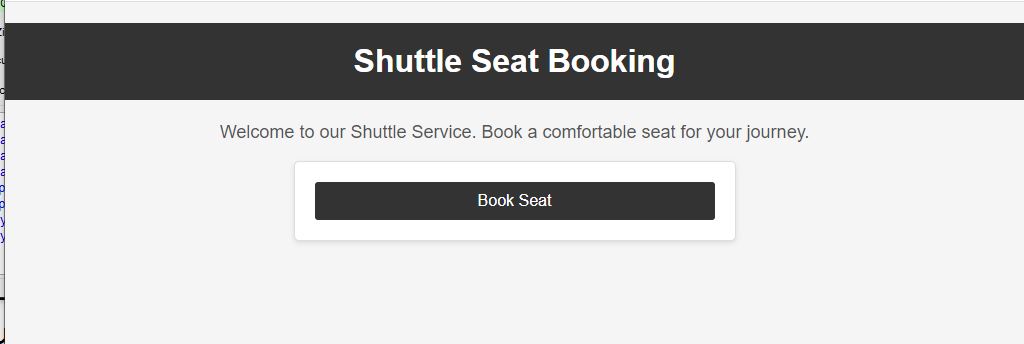 Shuttle Seat Booking
Welcome to our Shuttle Service. Book a comfortable seat for your journey.
Book Seat